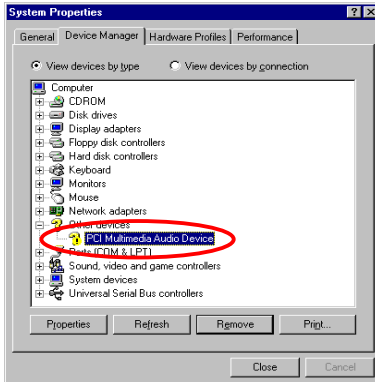 System Properties
General Device Manager Hardware Profiles Performance
View devices by type View devices by connection
Computer
CDROM
Disk drives
Display adapters
Floppy disk controllers
Hard disk controllers
Keyboard
Monitors
Mouse
Network adapters
Other devices
PCI Multimedia Audio Device
Ports (COM & LPT)
Sound, video and game controllers
System devices
Universal Serial Bus controllers
Properties Refresh Remove Print...
Close Cancel